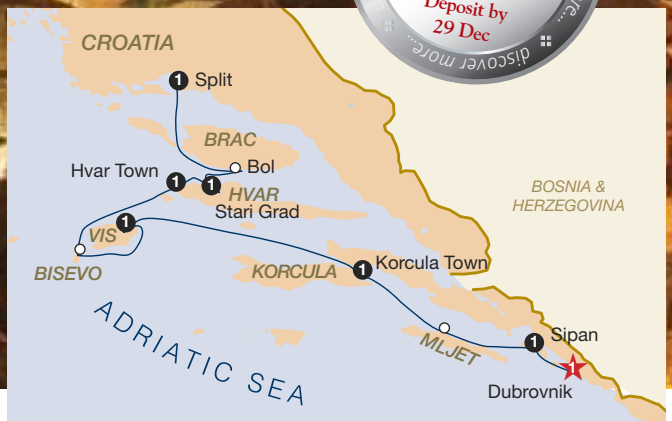 ve...
Deposit by
29 Dec
discover more...
CROATIA
1 Split
BRAC
Bol
Hvar Town 1 1
HVAR
Stari Grad
BOSNIA &
HERZEGOVINA
1
VIS
BISEVO
KORCULA 1 Korcula Town
ADRIATIC SEA
MLJET
1 Sipan
1
Dubrovnik